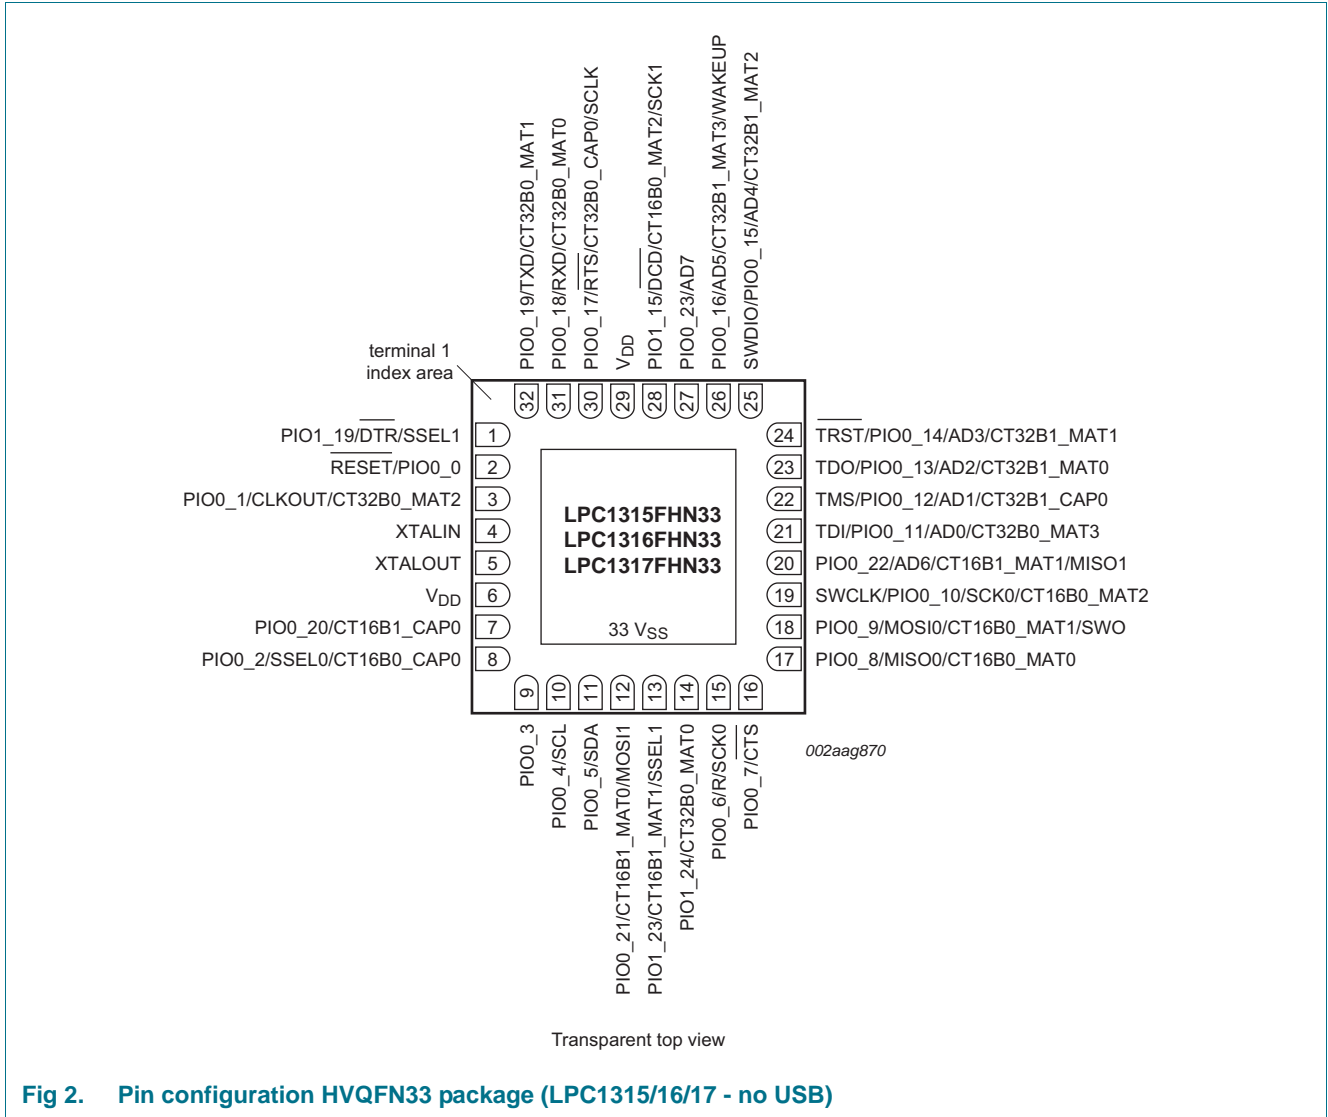 PIO0_19/TXD/CT32B0_MAT1
PIO0_18/RXD/CT32B0_MAT0
PIO0_17/RTS/CT32B0_CAP0/SCLK
VDD
PIO1_15/DCD/CT16B0_MAT2/SCK1
PIO0_23/AD7
PIO0_16/AD5/CT32B1_MAT3/WAKEUP
SWDIO/PIO0_15/AD4/CT32B1_MAT2
terminal 1
index area
32 31 30 29 28 27 26 25
PIO1_19/DTR/SSEL1 1
RESET/PIO0_0 2
PIO0_1/CLKOUT/CT32B0_MAT2 3
XTALIN 4
XTALOUT 5
VDD 6
PIO0_20/CT16B1_CAP0 7
PIO0_2/SSEL0/CT16B0_CAP0 8
LPC1315FHN33
LPC1316FHN33
LPC1317FHN33
33 VSS
24 TRST/PIO0_14/AD3/CT32B1_MAT1
23 TDO/PIO0_13/AD2/CT32B1_MAT0
22 TMS/PIO0_12/AD1/CT32B1_CAP0
21 TDI/PIO0_11/AD0/CT32B0_MAT3
20 PIO0_22/AD6/CT16B1_MAT1/MISO1
19 SWCLK/PIO0_10/SCK0/CT16B0_MAT2
18 PIO0_9/MOSI0/CT16B0_MAT1/SWO
17 PIO0_8/MISO0/CT16B0_MAT0
9 10 11 12 13 14 15 16
PIO0_3
PIO0_4/SCL
PIO0_5/SDA
PIO0_21/CT16B1_MAT0/MOSI1
PIO1_23/CT16B1_MAT1/SSEL1
PIO1_24/CT32B0_MAT0
PIO0_6/R/SCK0
PIO0_7/CTS
002aag870
Transparent top view
Fig 2. Pin configuration HVQFN33 package (LPC1315/16/17 - no USB)